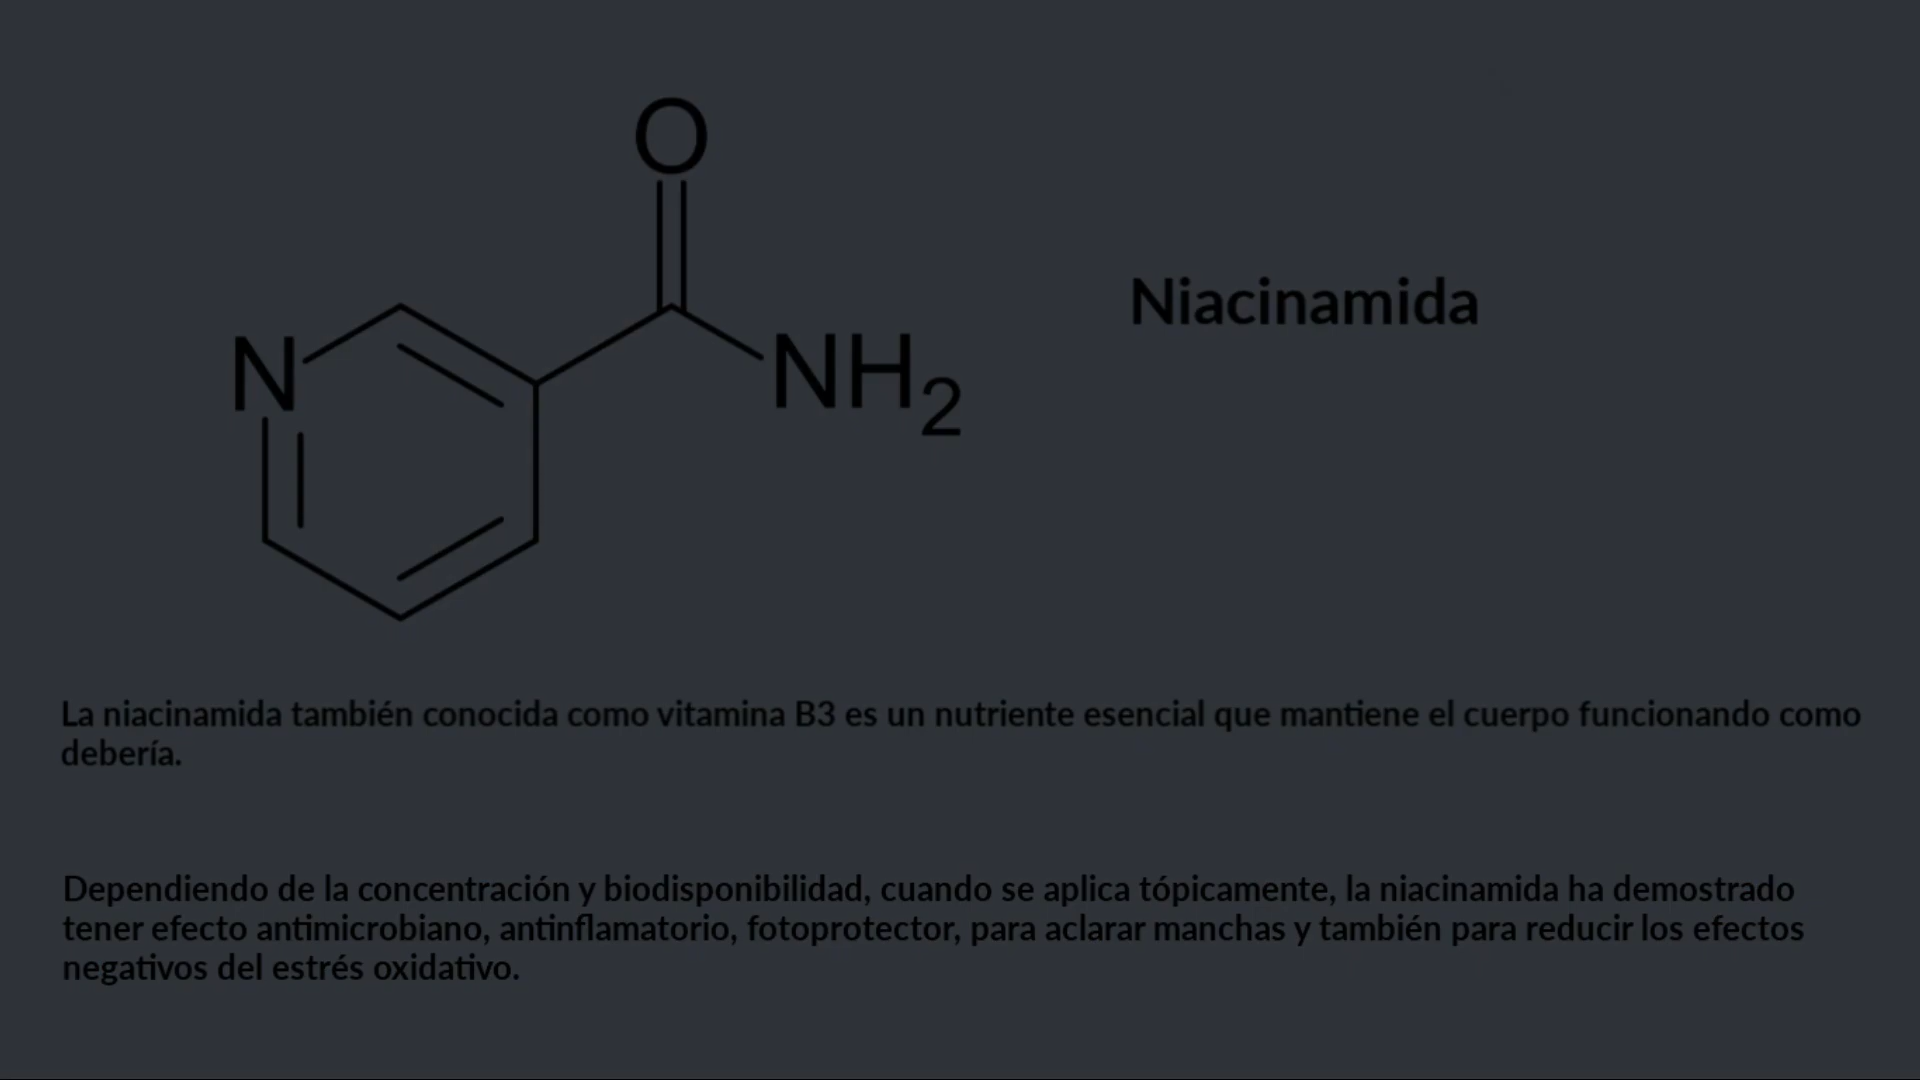 O
N
NH2
Niacinamida
La niacinamida también conocida como vitamina B3 es un nutriente esencial que mantiene el cuerpo funcionando como
debería.
Dependiendo de la concentración y biodisponibilidad, cuando se aplica tópicamente, la niacinamida ha demostrado
tener efecto antimicrobiano, antinflamatorio, fotoprotector, para aclarar manchas y también para reducir los efectos
negativos del estrés oxidativo.